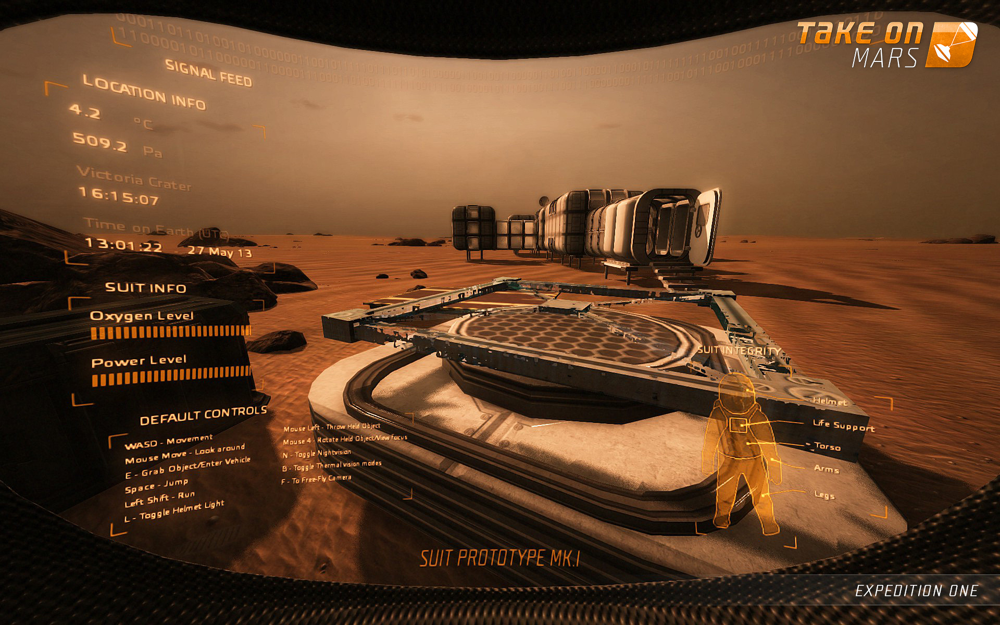 TAKE ON
MARS
SIGNAL FEED
LOCATION INFO
4.2 °C
509.2 Pa
Victoria Crater
16:15:07
Time on Earth (UTC)
13:01:22 27 May 13
SUIT INFO
Oxygen Level
Power Level
DEFAULT CONTROLS
WASD - Movement
Mouse Move - Look around
E - Grab Object/Enter Vehicle
Space - Jump
Left Shift - Run
L - Toggle Helmet Light
Mouse Left - Throw Held Object
Mouse 4 - Rotate Held Object/View focus
N - Toggle Nightvision
B - Toggle Thermal vision modes
F - To Free-Fly Camera
SUIT INTEGRITY
Helmet
Life Support
Torso
Arms
Legs
SUIT PROTOTYPE MK.I
EXPEDITION ONE